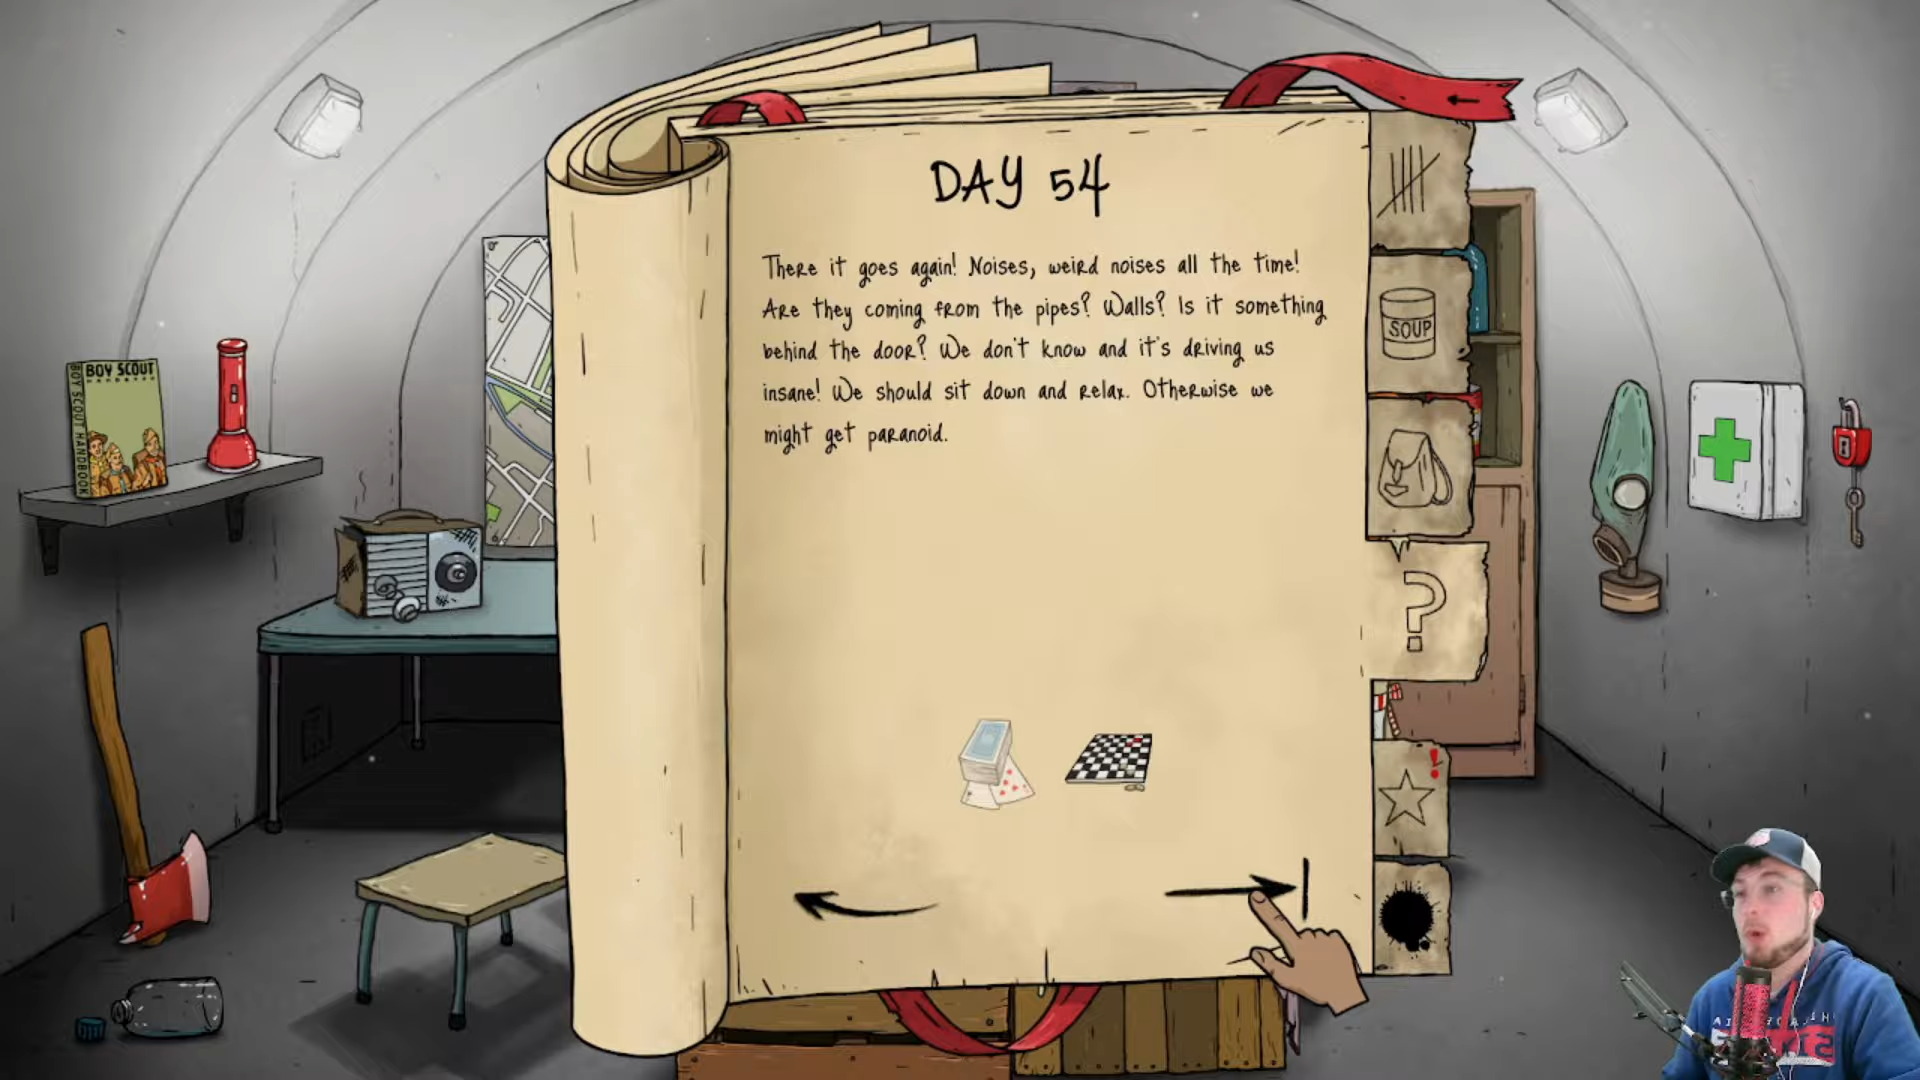 DAY 54
There it goes again! Noises, weird noises all the time!
Are they coming from the pipes? Walls? Is it something
behind the door? We don't know and it's driving us
insane! We should sit down and relax. Otherwise we
might get paranoid.
SOUP
!
?
BOY SCOUT
HANDBOOK
BOY SCOUT HANDBOOK